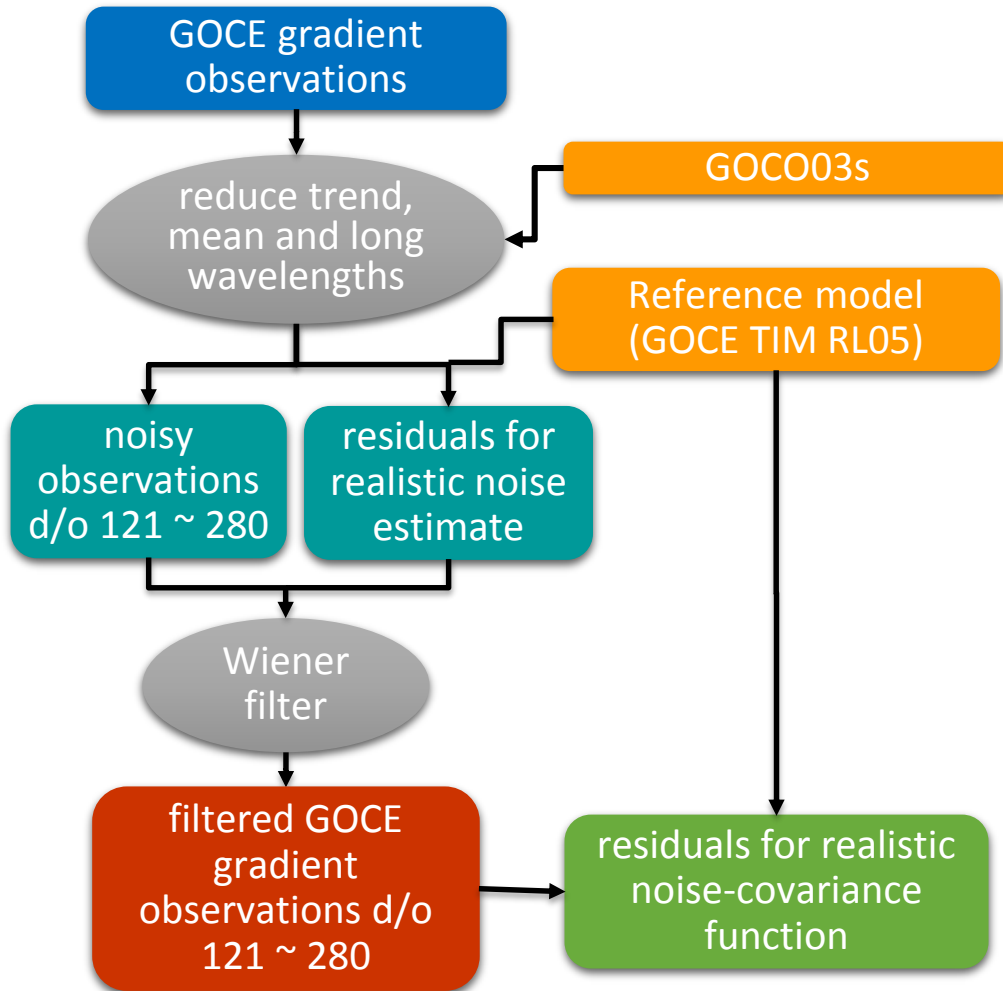 GOCE gradient
observations
reduce trend,
mean and long
wavelengths
GOCO03s
Reference model
(GOCE TIM RL05)
noisy
observations
d/o 121 ~ 280
residuals for
realistic noise
estimate
Wiener
filter
filtered GOCE
gradient
observations d/o
121 ~ 280
residuals for realistic
noise-covariance
function